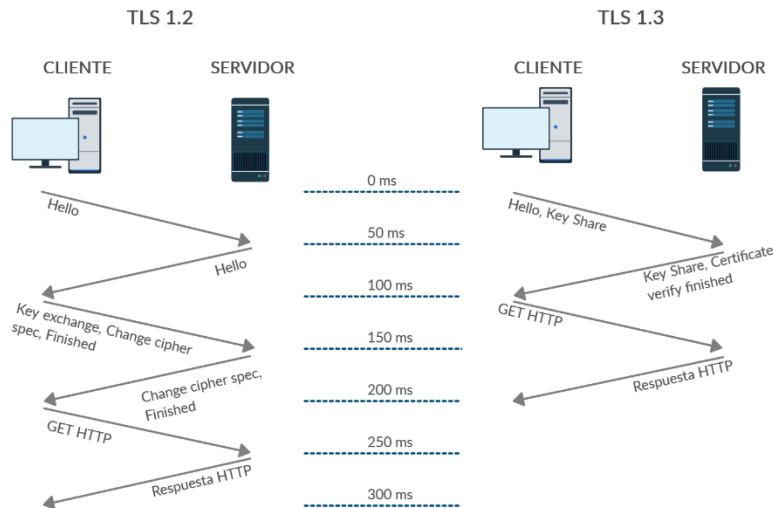 TLS 1.2
TLS 1.3
CLIENTE
SERVIDOR
CLIENTE
SERVIDOR
0 ms
Hello
Hello, Key Share
50 ms
Hello
Key Share, Certificate
verify finished
100 ms
Key exchange, Change cipher
spec, Finished
GET HTTP
150 ms
Change cipher spec,
Finished
Respuesta HTTP
200 ms
GET HTTP
250 ms
Respuesta HTTP
300 ms